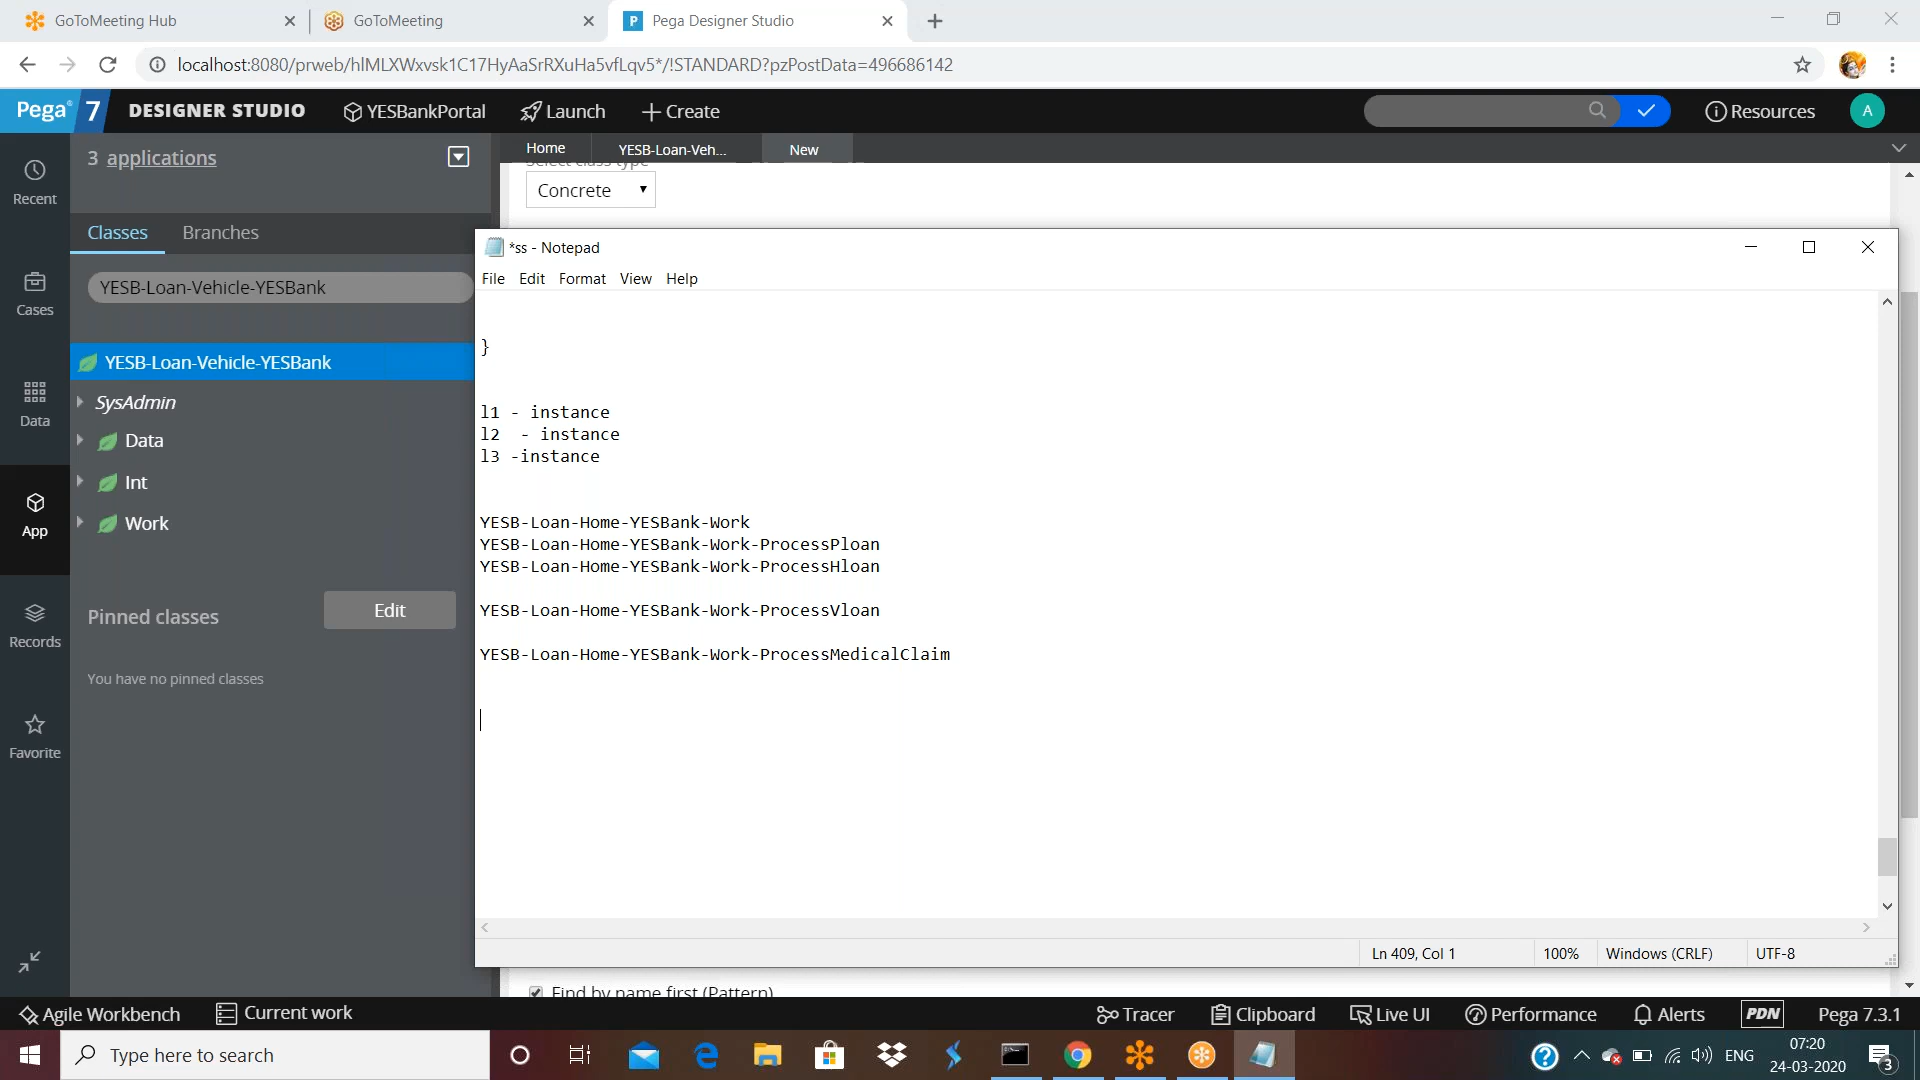 GoToMeeting Hub
GoToMeeting
P Pega Designer Studio
localhost:8080/prweb/hlMLXWxvsk1C17HyAaSrRXuHa5vfLqv5*/!STANDARD?pzPostData=496686142
Pega 7 DESIGNER STUDIO YESBankPortal Launch Create Resources A
3 applications
Home YESB-Loan-Veh... New
Select class type
Concrete
Recent
Cases
Data
App
Records
Favorite
Classes Branches
YESB-Loan-Vehicle-YESBank
YESB-Loan-Vehicle-YESBank
SysAdmin
Data
Int
Work
Pinned classes Edit
You have no pinned classes
*ss - Notepad
File Edit Format View Help
}
l1 - instance
l2  - instance
l3 -instance
YESB-Loan-Home-YESBank-Work
YESB-Loan-Home-YESBank-Work-ProcessPloan
YESB-Loan-Home-YESBank-Work-ProcessHloan
YESB-Loan-Home-YESBank-Work-ProcessVloan
YESB-Loan-Home-YESBank-Work-ProcessMedicalClaim
Ln 409, Col 1 100% Windows (CRLF) UTF-8
Find by name first (Pattern)
Agile Workbench Current work Tracer Clipboard Live UI Performance Alerts PDN Pega 7.3.1
Type here to search
ENG
07:20
24-03-2020
3